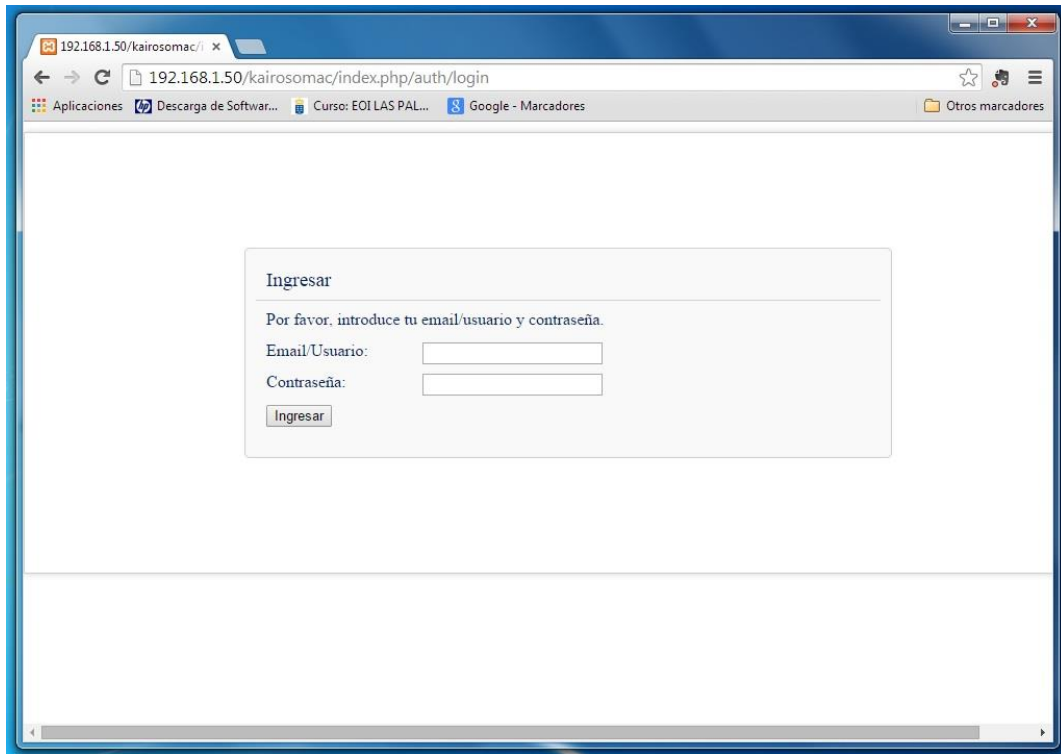 192.168.1.50/kairosomac/i
192.168.1.50/kairosomac/index.php/auth/login
Aplicaciones Descarga de Softwar... Curso: EOI LAS PAL... Google - Marcadores Otros marcadores
Ingresar
Por favor, introduce tu email/usuario y contraseña.
Email/Usuario:
Contraseña:
Ingresar